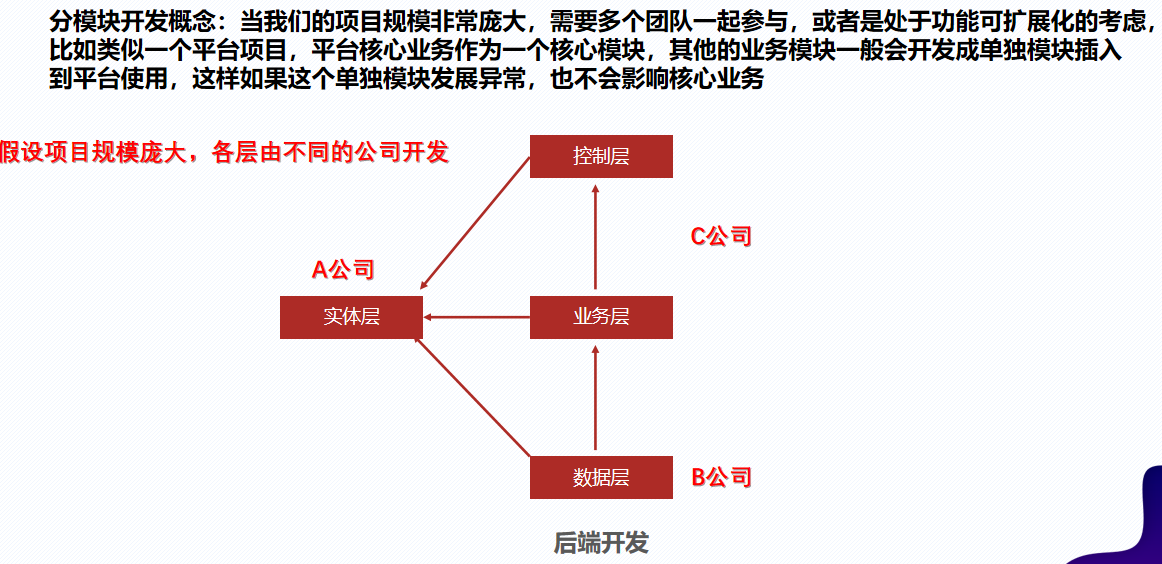 分模块开发概念：当我们的项目规模非常庞大，需要多个团队一起参与，或者是处于功能可扩展化的考虑，
比如类似一个平台项目，平台核心业务作为一个核心模块，其他的业务模块一般会开发成单独模块插入
到平台使用，这样如果这个单独模块发展异常，也不会影响核心业务
假设项目规模庞大，各层由不同的公司开发
控制层
C公司
A公司
实体层
业务层
数据层
B公司
后端开发